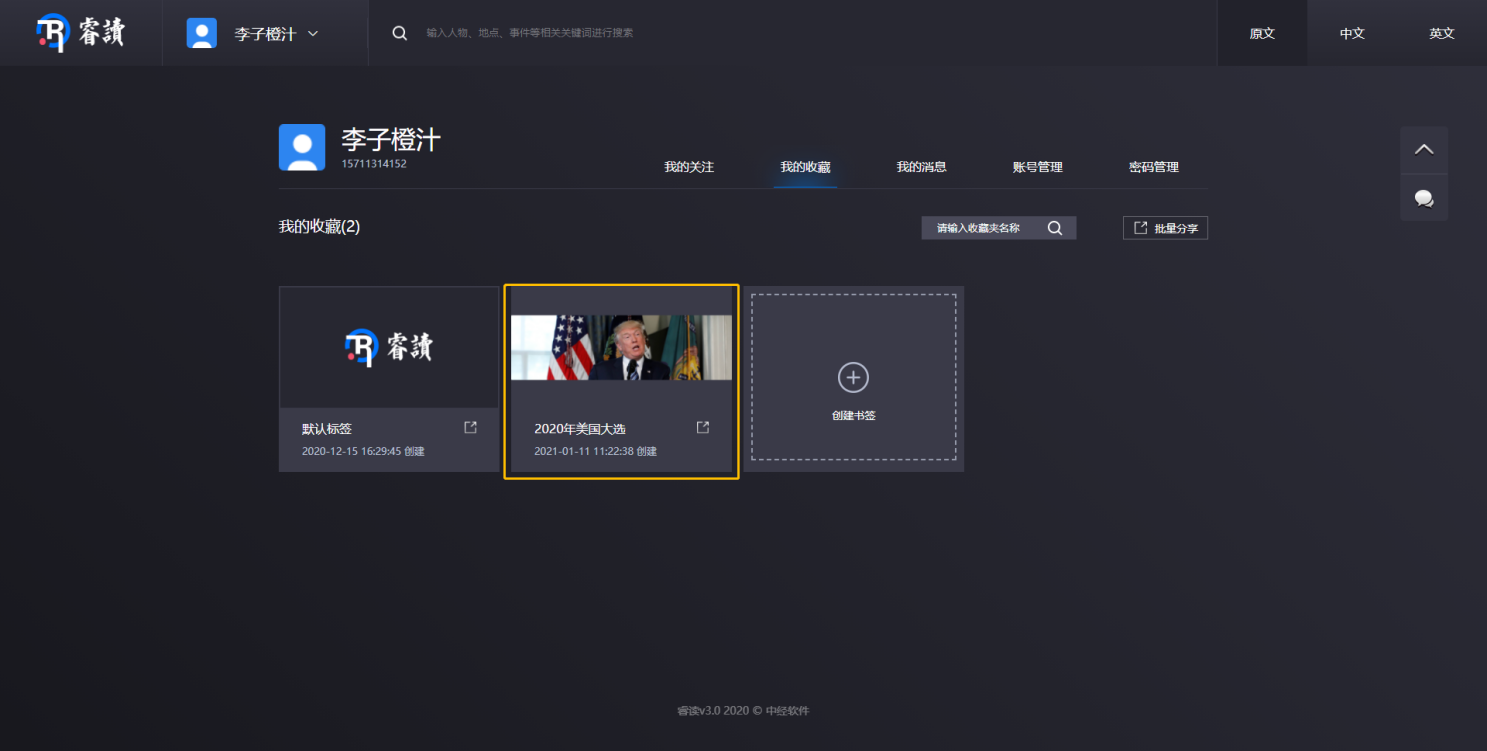 睿讀
李子橙汁
输入人物、地点、事件等相关关键词进行搜索
原文
中文
英文
李子橙汁
15711314152
我的关注
我的收藏
我的消息
账号管理
密码管理
我的收藏(2)
请输入收藏夹名称
批量分享
睿讀
默认标签
2020-12-15 16:29:45 创建
2020年美国大选
2021-01-11 11:22:38 创建
创建书签
睿读v3.0 2020 © 中经软件